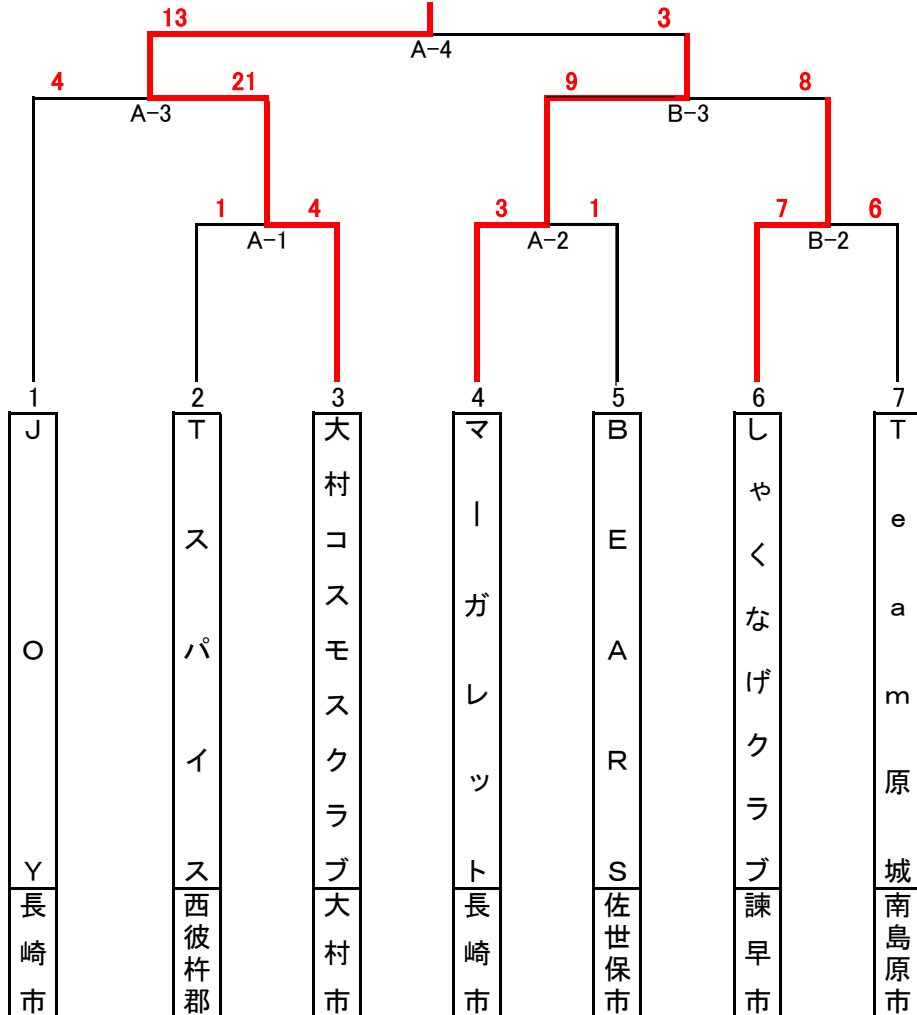 13 3
A-4
4 21 9 8
A-3 B-3
1 4 3 1 7 6
A-1 A-2 B-2
1 2 3 4 5 6 7
JOY
Tスパイス
大村コスモスクラブ
マーガレット
BEARS
しゃくなげクラブ
Team原城
長崎市
西彼杵郡
大村市
長崎市
佐世保市
諫早市
南島原市